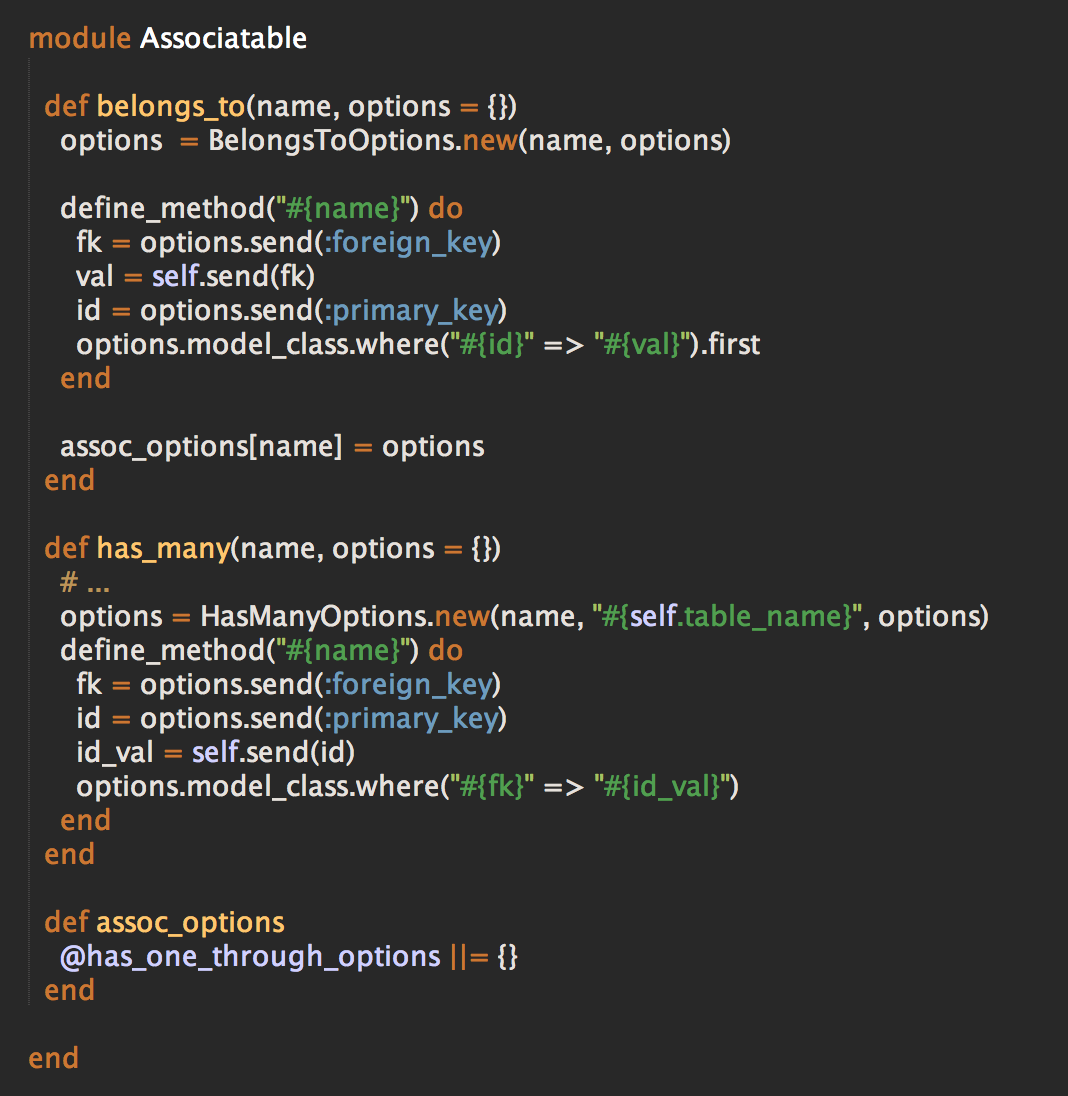 module Associatable
def belongs_to(name, options = {})
options  = BelongsToOptions.new(name, options)
define_method("#{name}") do
fk = options.send(:foreign_key)
val = self.send(fk)
id = options.send(:primary_key)
options.model_class.where("#{id}" => "#{val}").first
end
assoc_options[name] = options
end
def has_many(name, options = {})
# ...
options = HasManyOptions.new(name, "#{self.table_name}", options)
define_method("#{name}") do
fk = options.send(:foreign_key)
id = options.send(:primary_key)
id_val = self.send(id)
options.model_class.where("#{fk}" => "#{id_val}")
end
end
def assoc_options
@has_one_through_options ||= {}
end
end